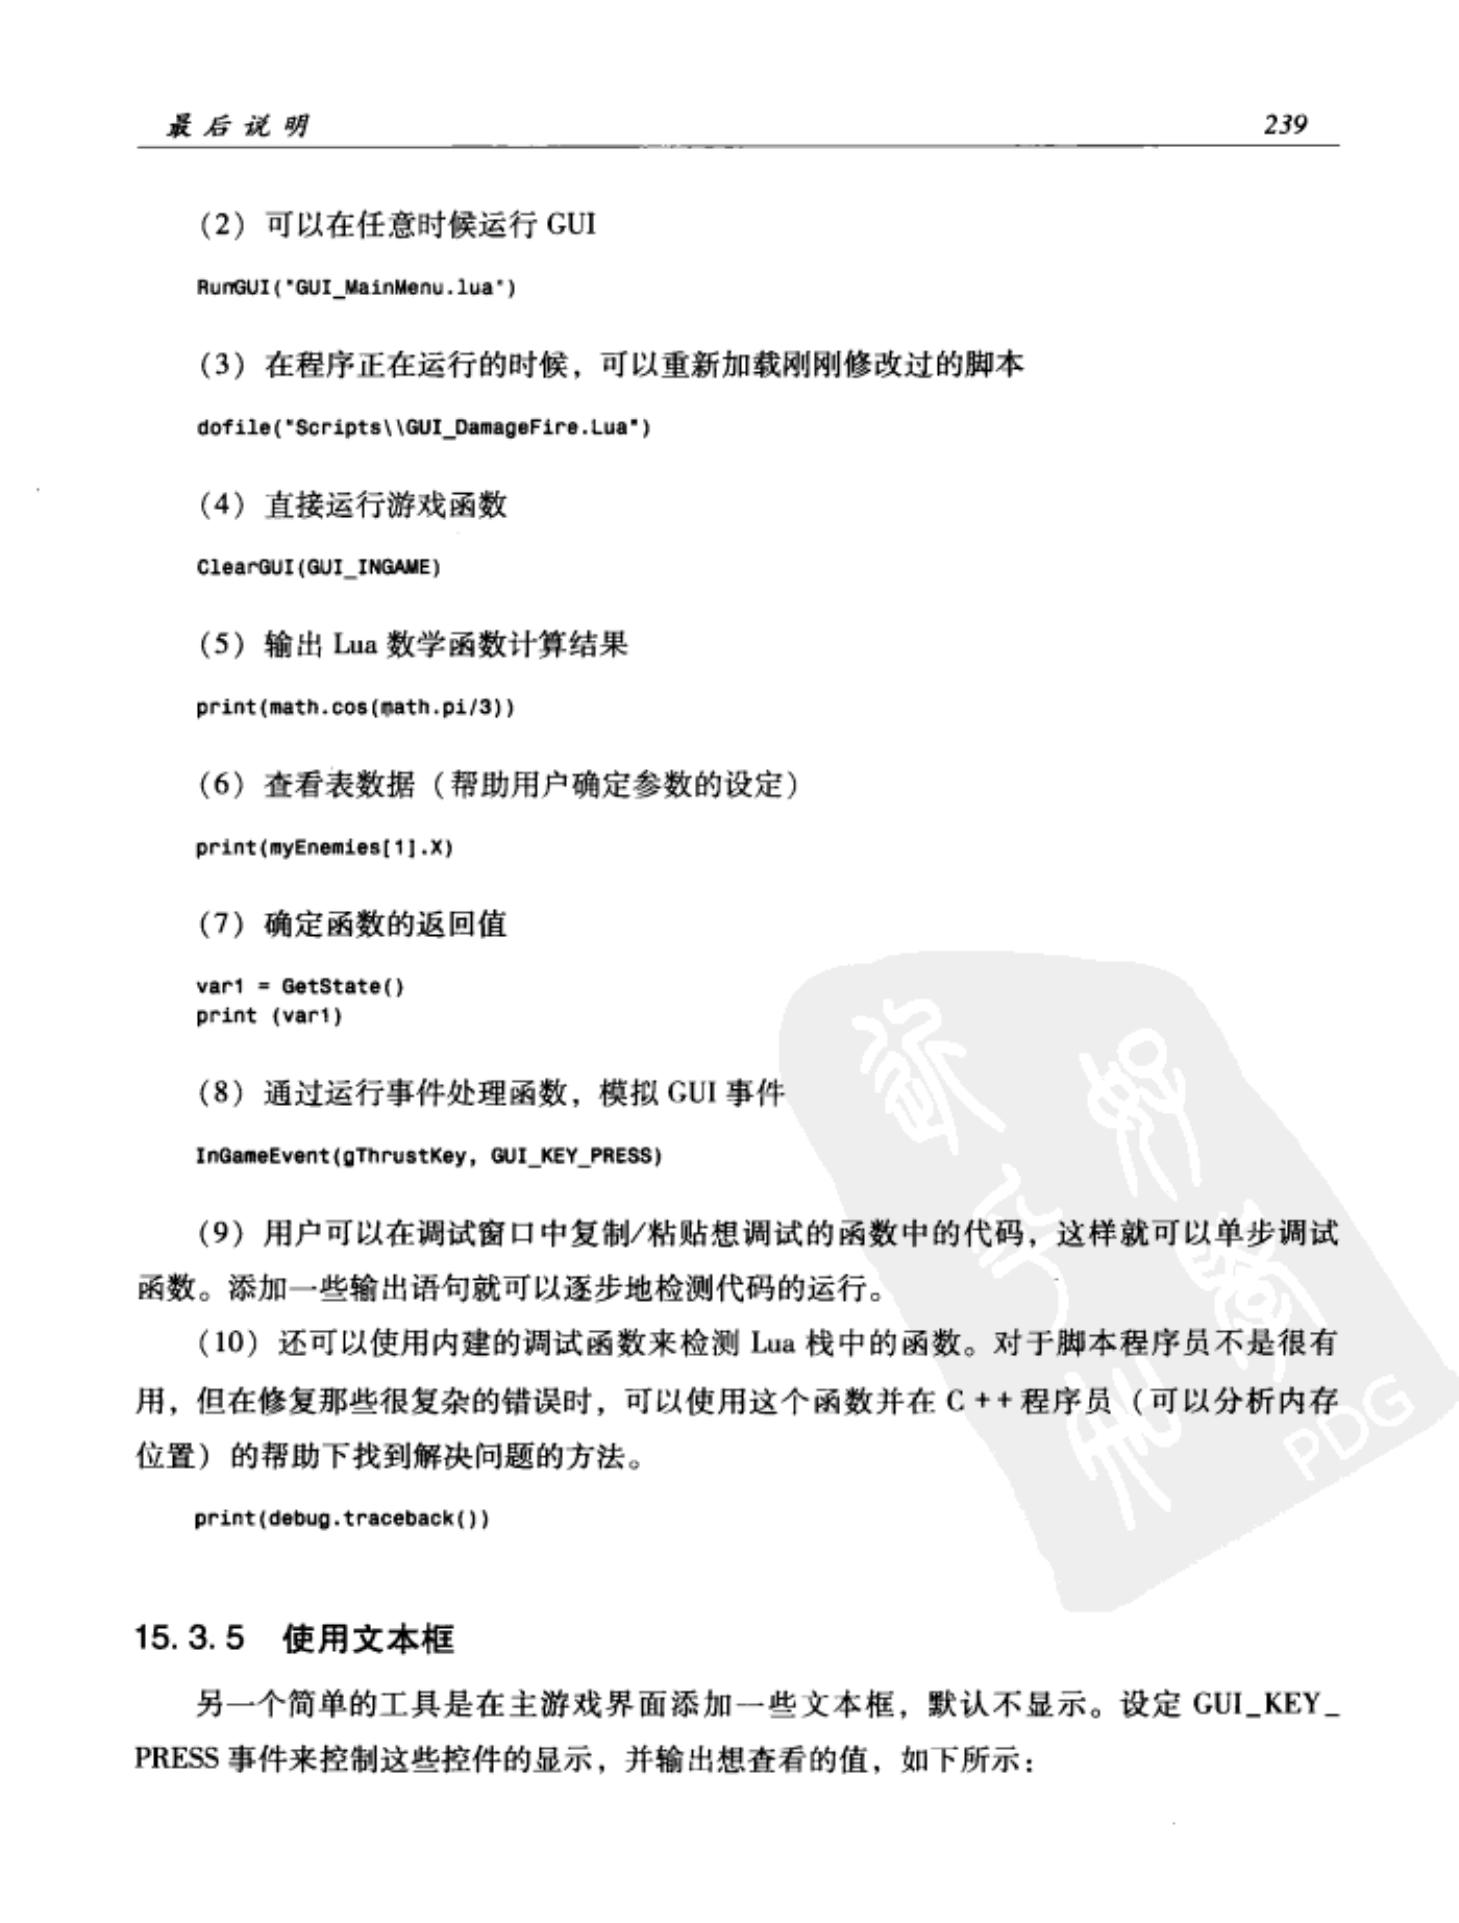 最后说明
239
（2）可以在任意时候运行 GUI
RunGUI("GUI_MainMenu.lua")
（3）在程序正在运行的时候，可以重新加载刚刚修改过的脚本
dofile("Scripts\\GUI_DamageFire.Lua")
（4）直接运行游戏函数
ClearGUI(GUI_INGAME)
（5）输出 Lua 数学函数计算结果
print(math.cos(math.pi/3))
（6）查看表数据（帮助用户确定参数的设定）
print(myEnemies[1].X)
（7）确定函数的返回值
var1 = GetState()
print (var1)
（8）通过运行事件处理函数，模拟 GUI 事件
InGameEvent(gThrustKey, GUI_KEY_PRESS)
（9）用户可以在调试窗口中复制/粘贴想调试的函数中的代码，这样就可以单步调试
函数。添加一些输出语句就可以逐步地检测代码的运行。
（10）还可以使用内建的调试函数来检测 Lua 栈中的函数。对于脚本程序员不是很有
用，但在修复那些很复杂的错误时，可以使用这个函数并在 C ++程序员（可以分析内存
位置）的帮助下找到解决问题的方法。
PDG
print(debug.traceback())
15.3.5 使用文本框
另一个简单的工具是在主游戏界面添加一些文本框，默认不显示。设定 GUI_KEY_
PRESS 事件来控制这些控件的显示，并输出想查看的值，如下所示：